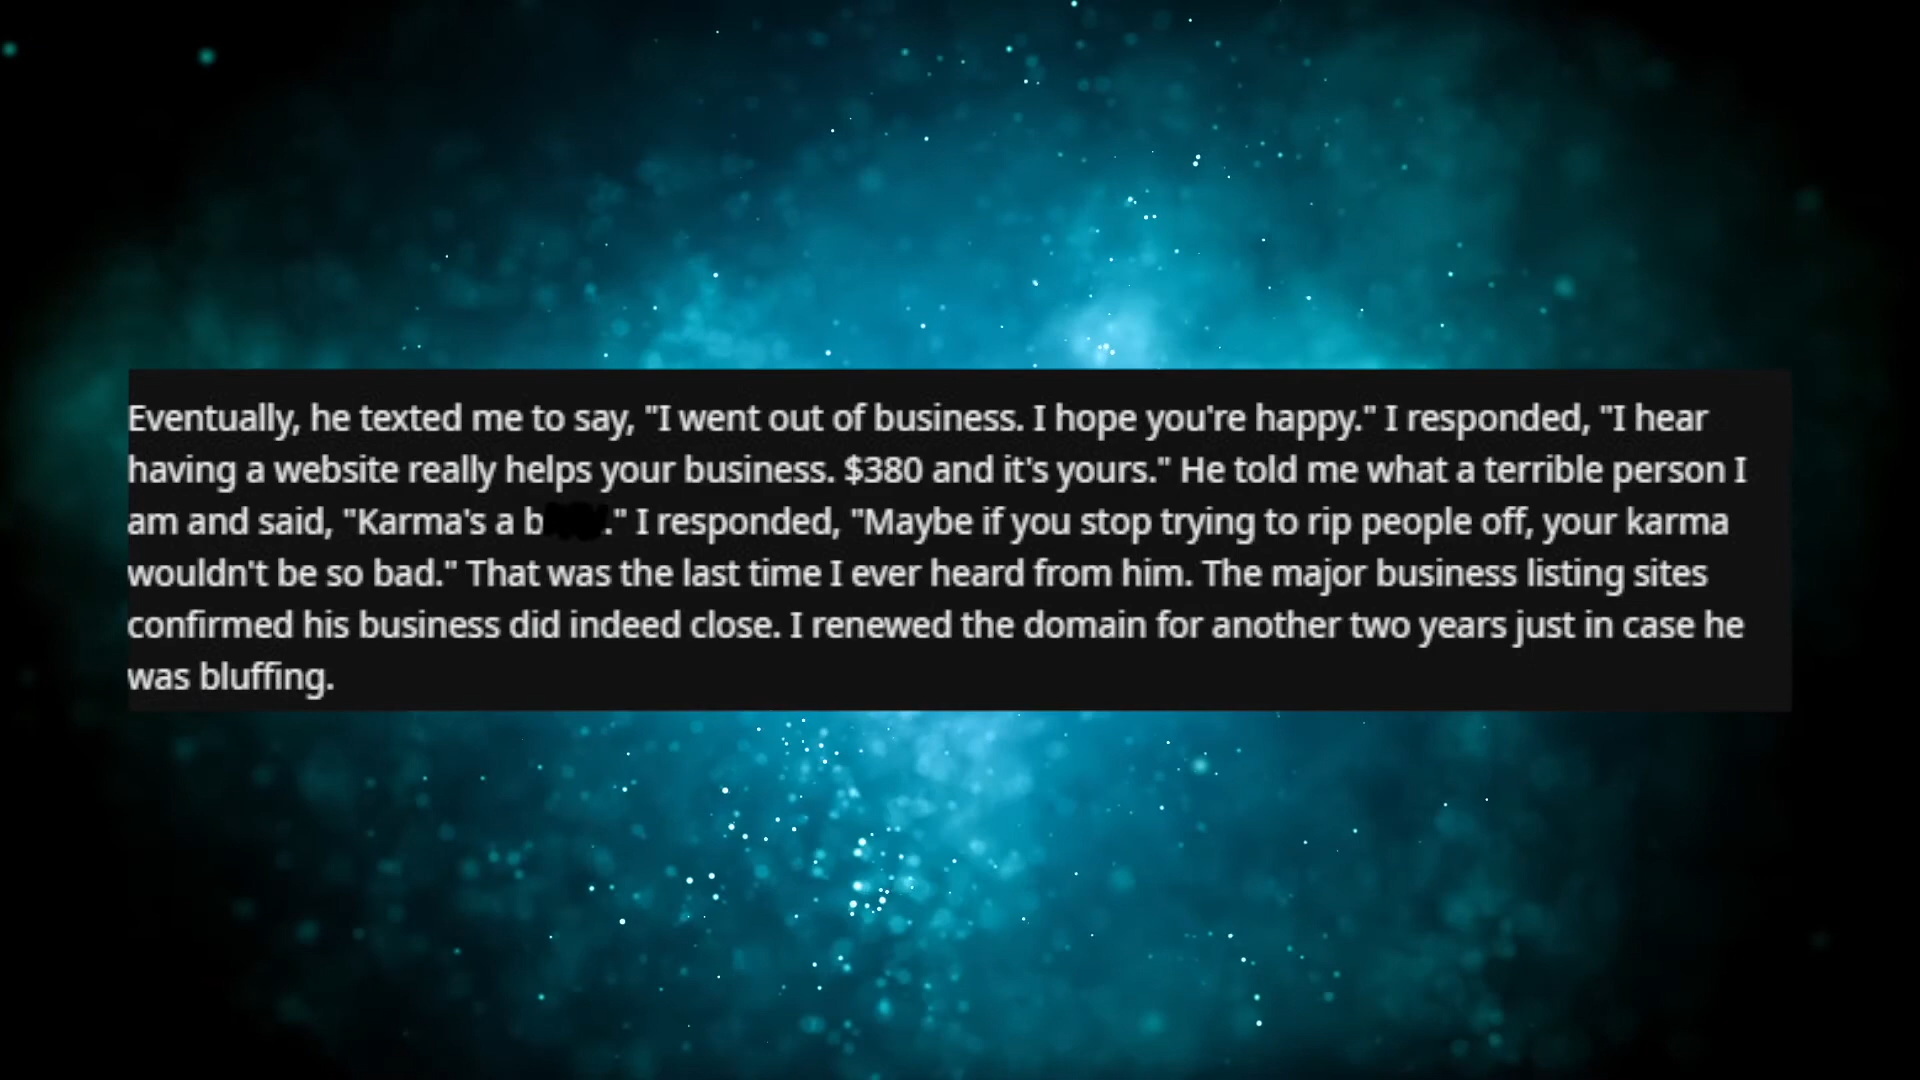 Eventually, he texted me to say, "I went out of business. I hope you're happy." I responded, "I hear
having a website really helps your business. $380 and it's yours." He told me what a terrible person I
am and said, "Karma's a b." I responded, "Maybe if you stop trying to rip people off, your karma
wouldn't be so bad." That was the last time I ever heard from him. The major business listing sites
confirmed his business did indeed close. I renewed the domain for another two years just in case he
was bluffing.